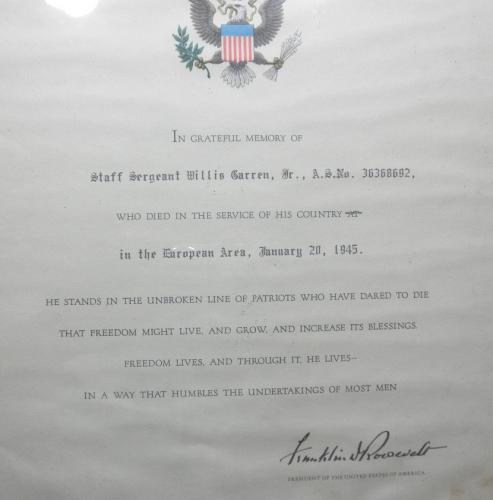 IN GRATEFUL MEMORY OF
Staff Sergeant Willis Garren, Jr., A.S.No. 36368692,
WHO DIED IN THE SERVICE OF HIS COUNTRY AT
in the European Area, January 20, 1945.
HE STANDS IN THE UNBROKEN LINE OF PATRIOTS WHO HAVE DARED TO DIE
THAT FREEDOM MIGHT LIVE, AND GROW, AND INCREASE ITS BLESSINGS.
FREEDOM LIVES, AND THROUGH IT, HE LIVES—
IN A WAY THAT HUMBLES THE UNDERTAKINGS OF MOST MEN
Franklin D Roosevelt
PRESIDENT OF THE UNITED STATES OF AMERICA